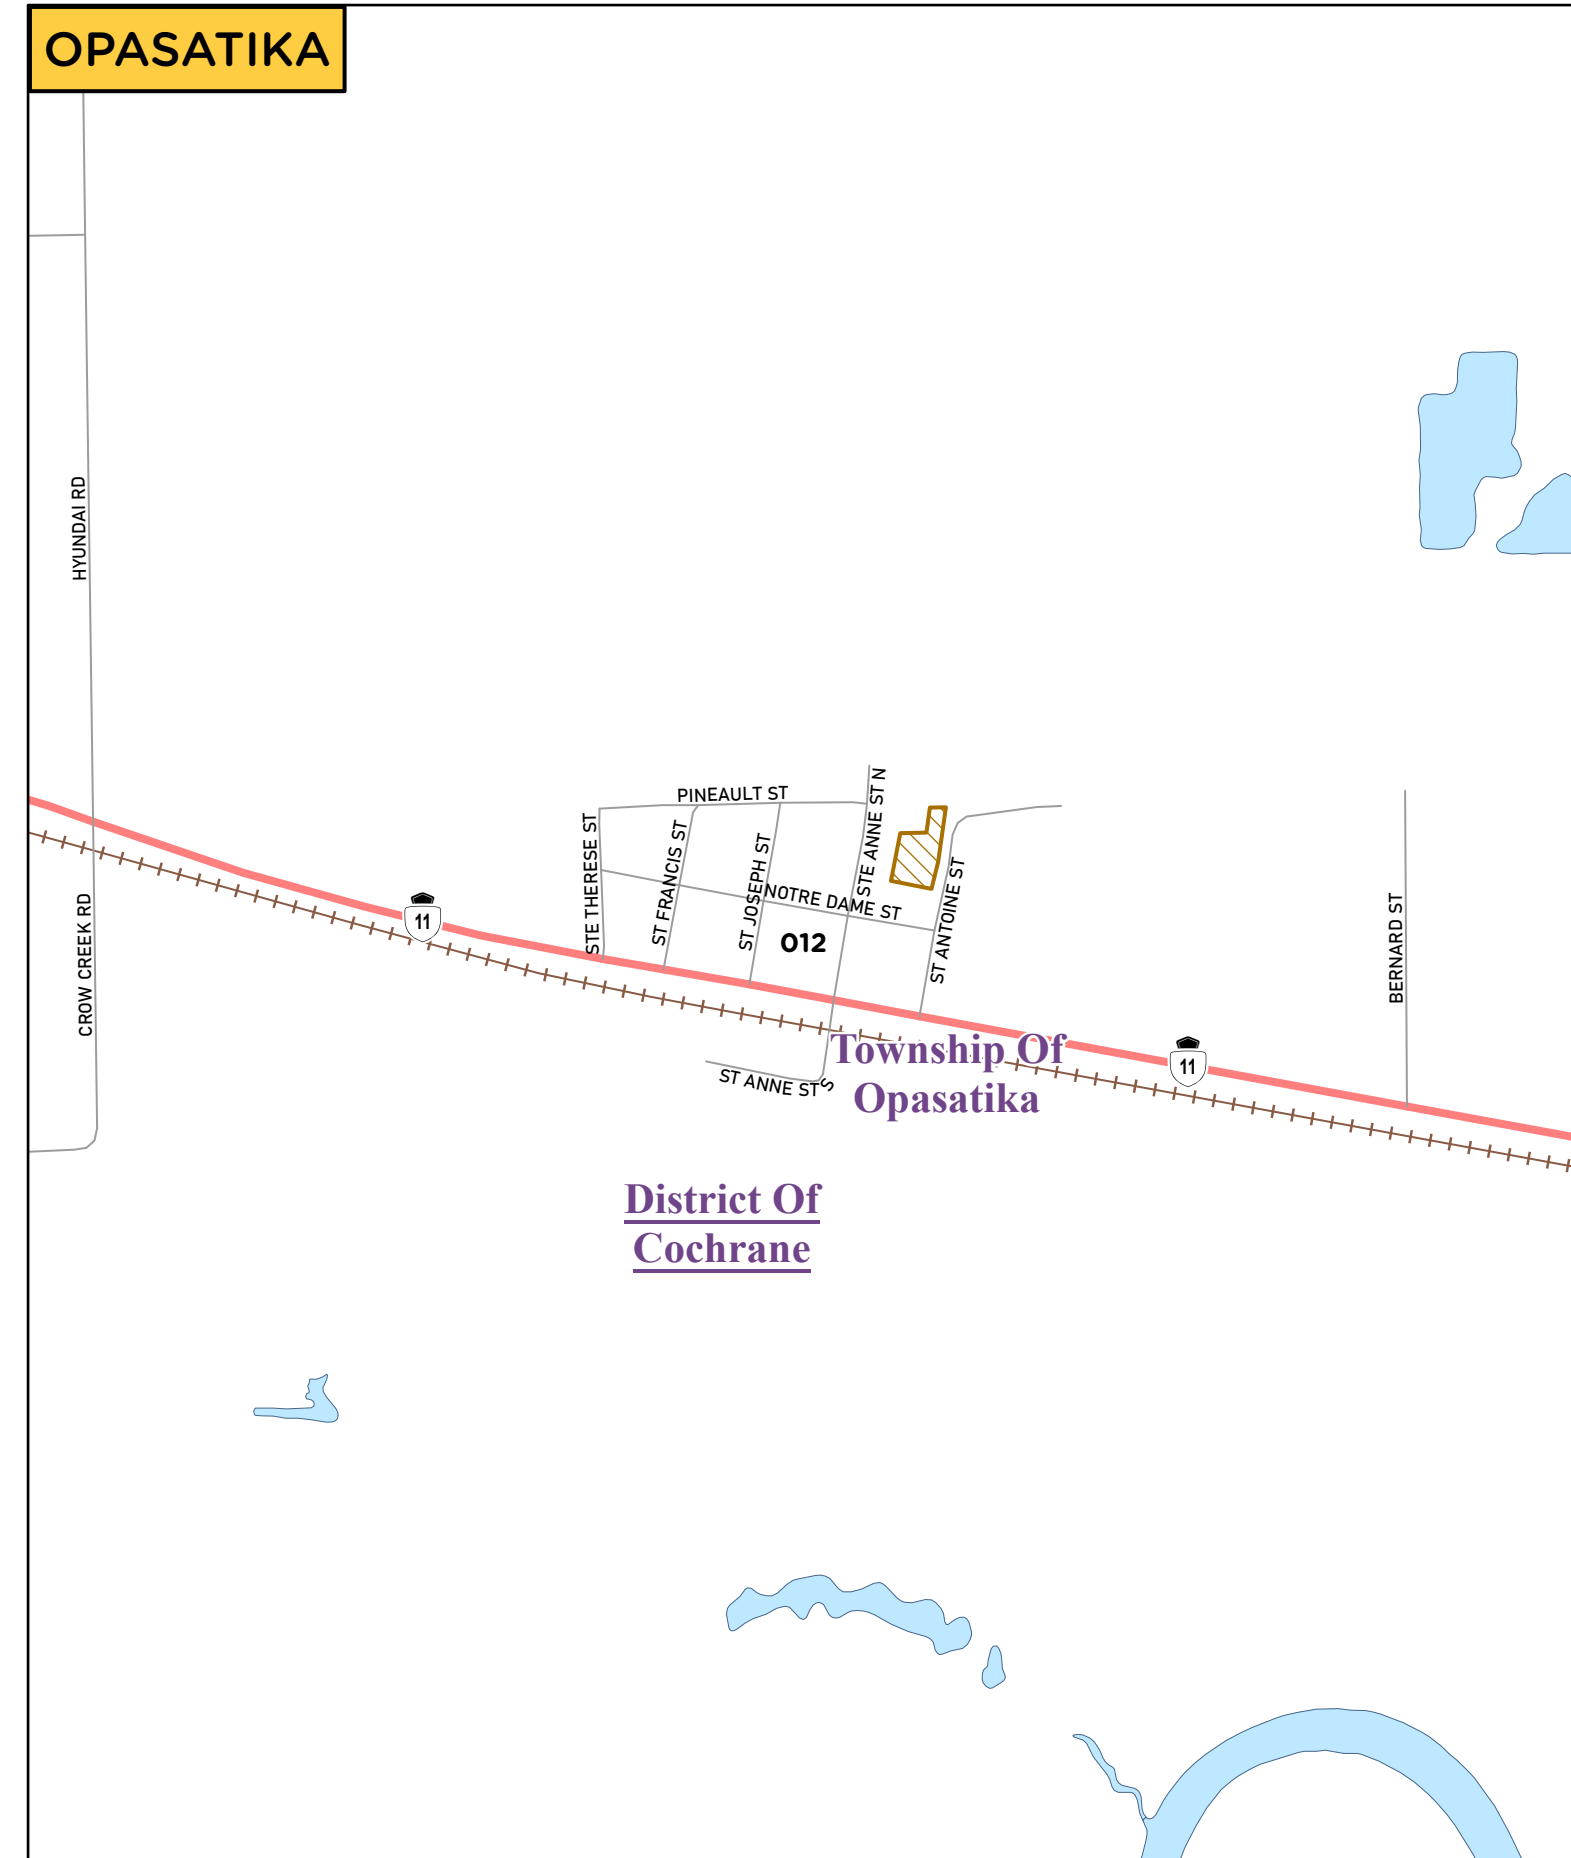 OPASATIKA
HYUNDAI RD
PINEAULT ST
STE ANNE ST N
STE THERESE ST
ST FRANCIS ST
ST JOSEPH ST
NOTRE DAME ST
ST ANTOINE ST
012
11
CROW CREEK RD
BERNARD ST
11
Township Of
Opasatika
ST ANNE ST S
District Of
Cochrane